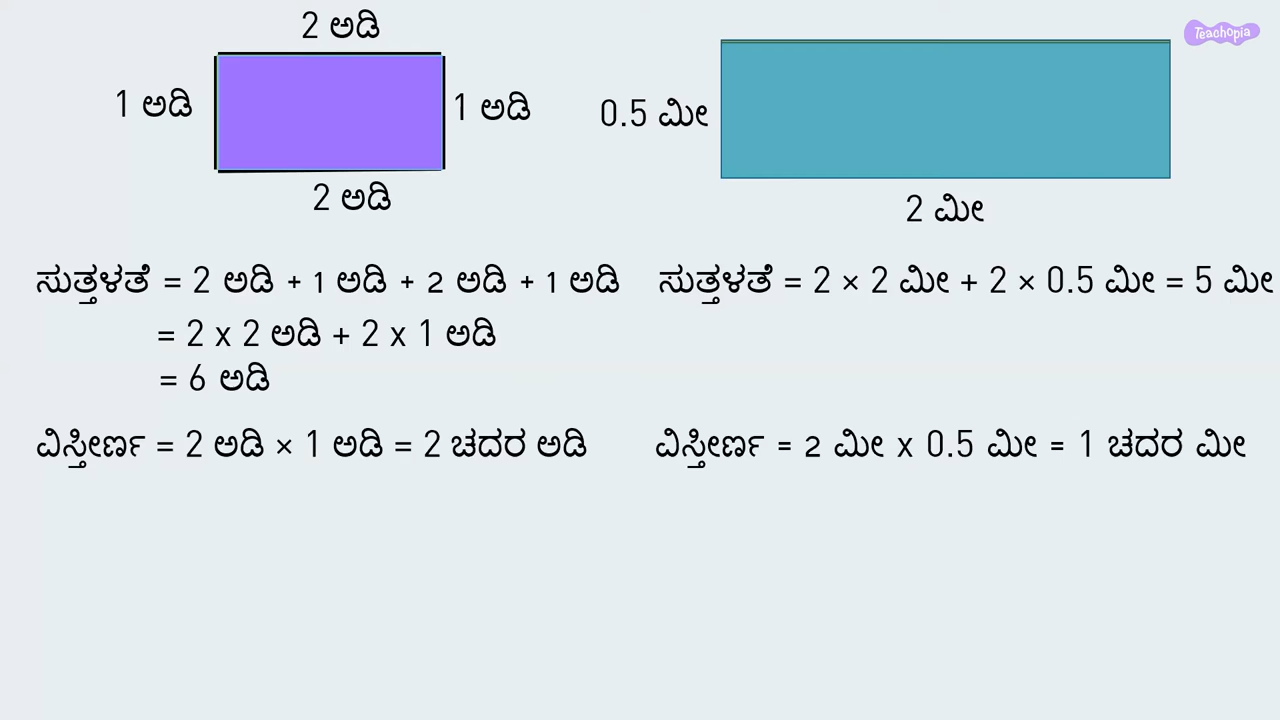 2 ಅಡಿ
1 ಅಡಿ
1 ಅಡಿ
2 ಅಡಿ
ಸುತ್ತಳತೆ = 2 ಅಡಿ + 1 ಅಡಿ + 2 ಅಡಿ + 1 ಅಡಿ
= 2 x 2 ಅಡಿ + 2 x 1 ಅಡಿ
= 6 ಅಡಿ
ವಿಸ್ತೀರ್ಣ = 2 ಅಡಿ × 1 ಅಡಿ = 2 ಚದರ ಅಡಿ
Teachopia
0.5 ಮೀ
2 ಮೀ
ಸುತ್ತಳತೆ = 2 × 2 ಮೀ + 2 × 0.5 ಮೀ = 5 ಮೀ
ವಿಸ್ತೀರ್ಣ = 2 ಮೀ x 0.5 ಮೀ = 1 ಚದರ ಮೀ